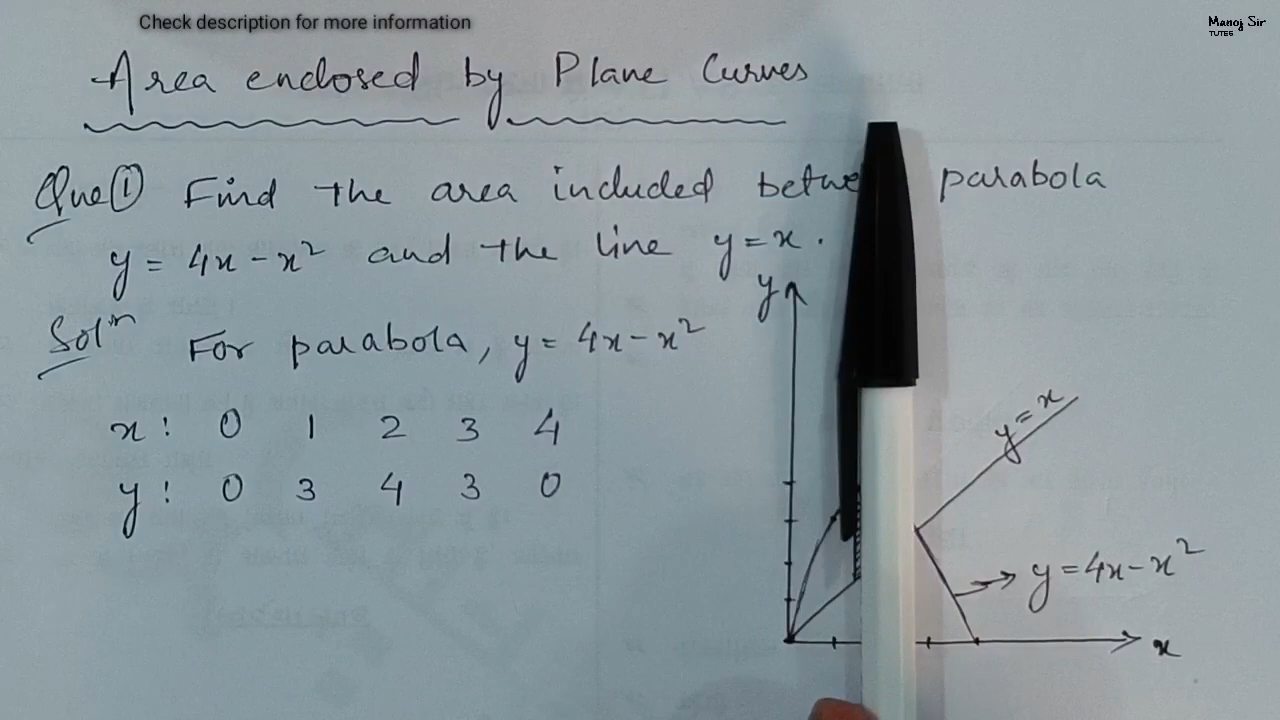 Check description for more information
Manoj Sir
TUTES
Area enclosed by Plane Curves
Que ① Find the area included parabola
y = 4x - x² and the line y = x.
Solⁿ For parabola, y = 4x - x²
x: 0 1 2 3 4
y: 0 3 4 3 0
y
y = x
y = 4x - x²
x